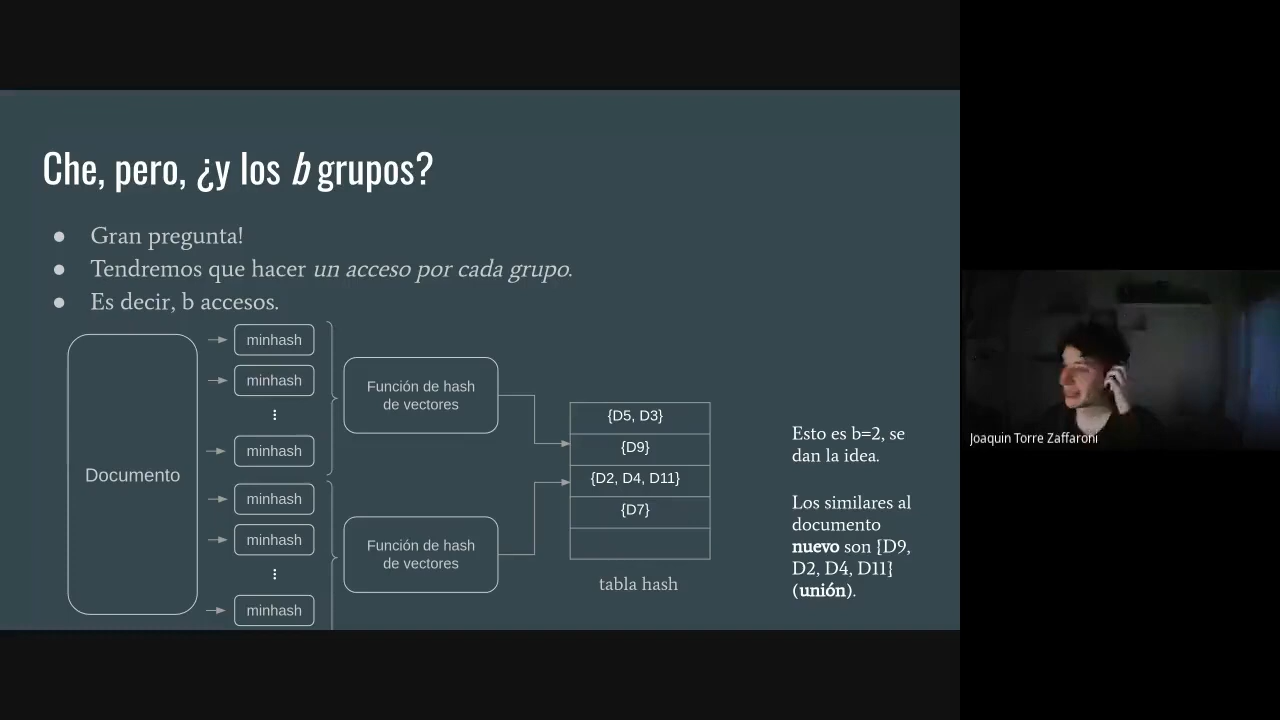 Che, pero, ¿y los b grupos?
● Gran pregunta!
● Tendremos que hacer un acceso por cada grupo.
● Es decir, b accesos.
Documento
minhash
minhash
⋮
minhash
minhash
minhash
⋮
minhash
Función de hash
de vectores
Función de hash
de vectores
{D5, D3}
{D9}
{D2, D4, D11}
{D7}
tabla hash
Esto es b=2, se
dan la idea.
Los similares al
documento
nuevo son {D9,
D2, D4, D11}
(unión).
Joaquin Torre Zaffaroni